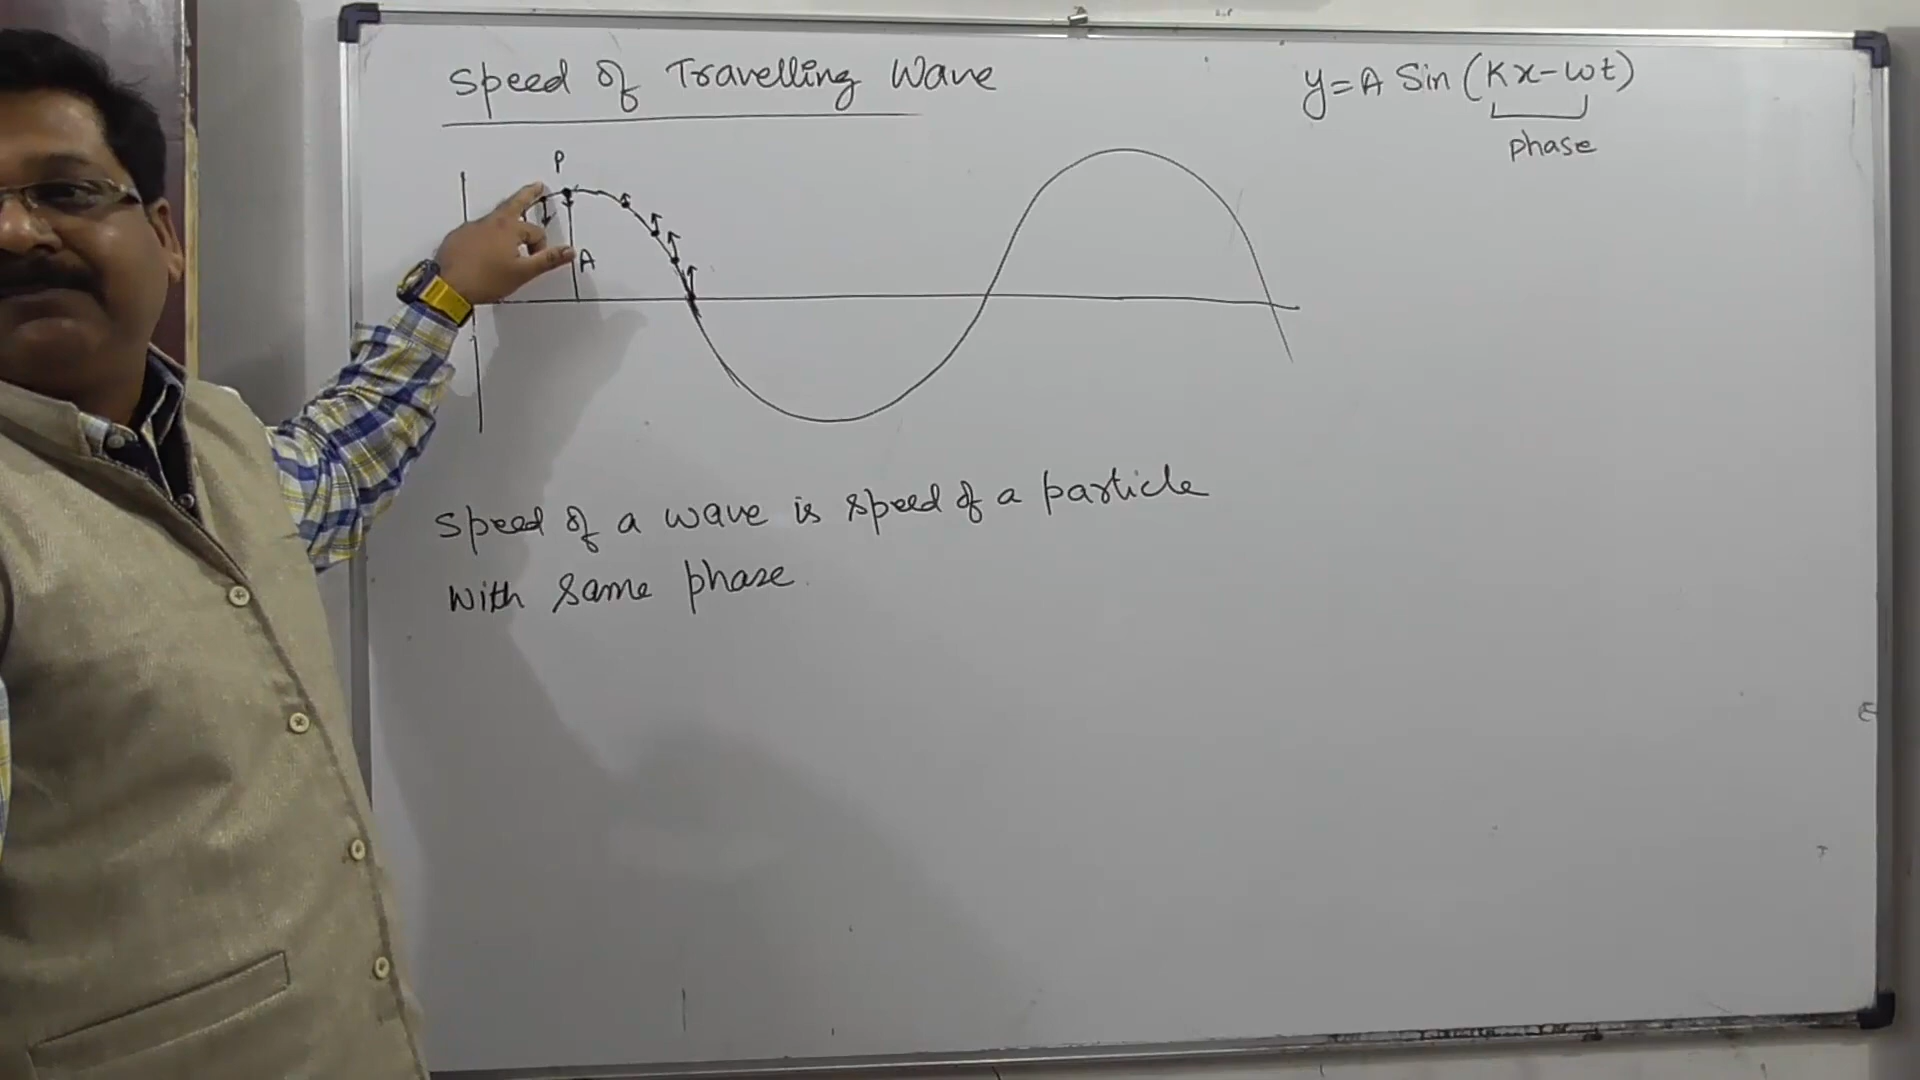 Speed of Travelling Wave
y = A Sin (Kx - ωt)
phase
P
A
Speed of a wave is speed of a particle
with same phase.